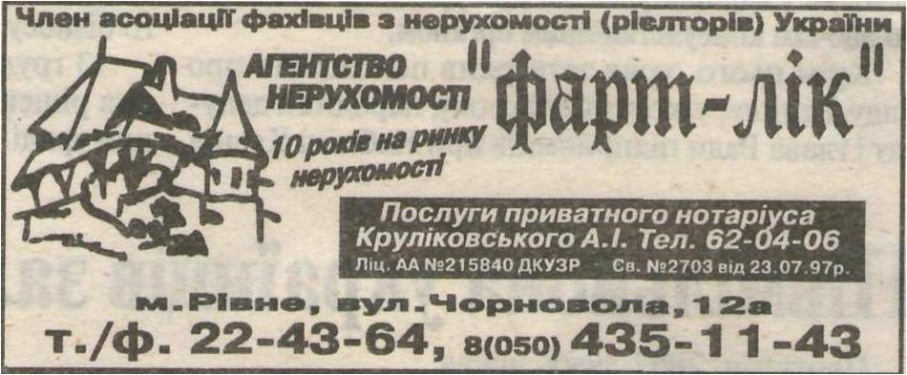 Член асоціації фахівців з нерухомості (рієлторів) України
АГЕНТСТВО
НЕРУХОМОСТІ
"фарт-лік"
10 років на ринку
нерухомості
Послуги приватного нотаріуса
Круліковського А.І. Тел. 62-04-06
Ліц. АА №215840 ДКУЗР Св. №2703 від 23.07.97р.
м.Рівне, вул.Чорновола, 12а
т./ф. 22-43-64, 8(050) 435-11-43